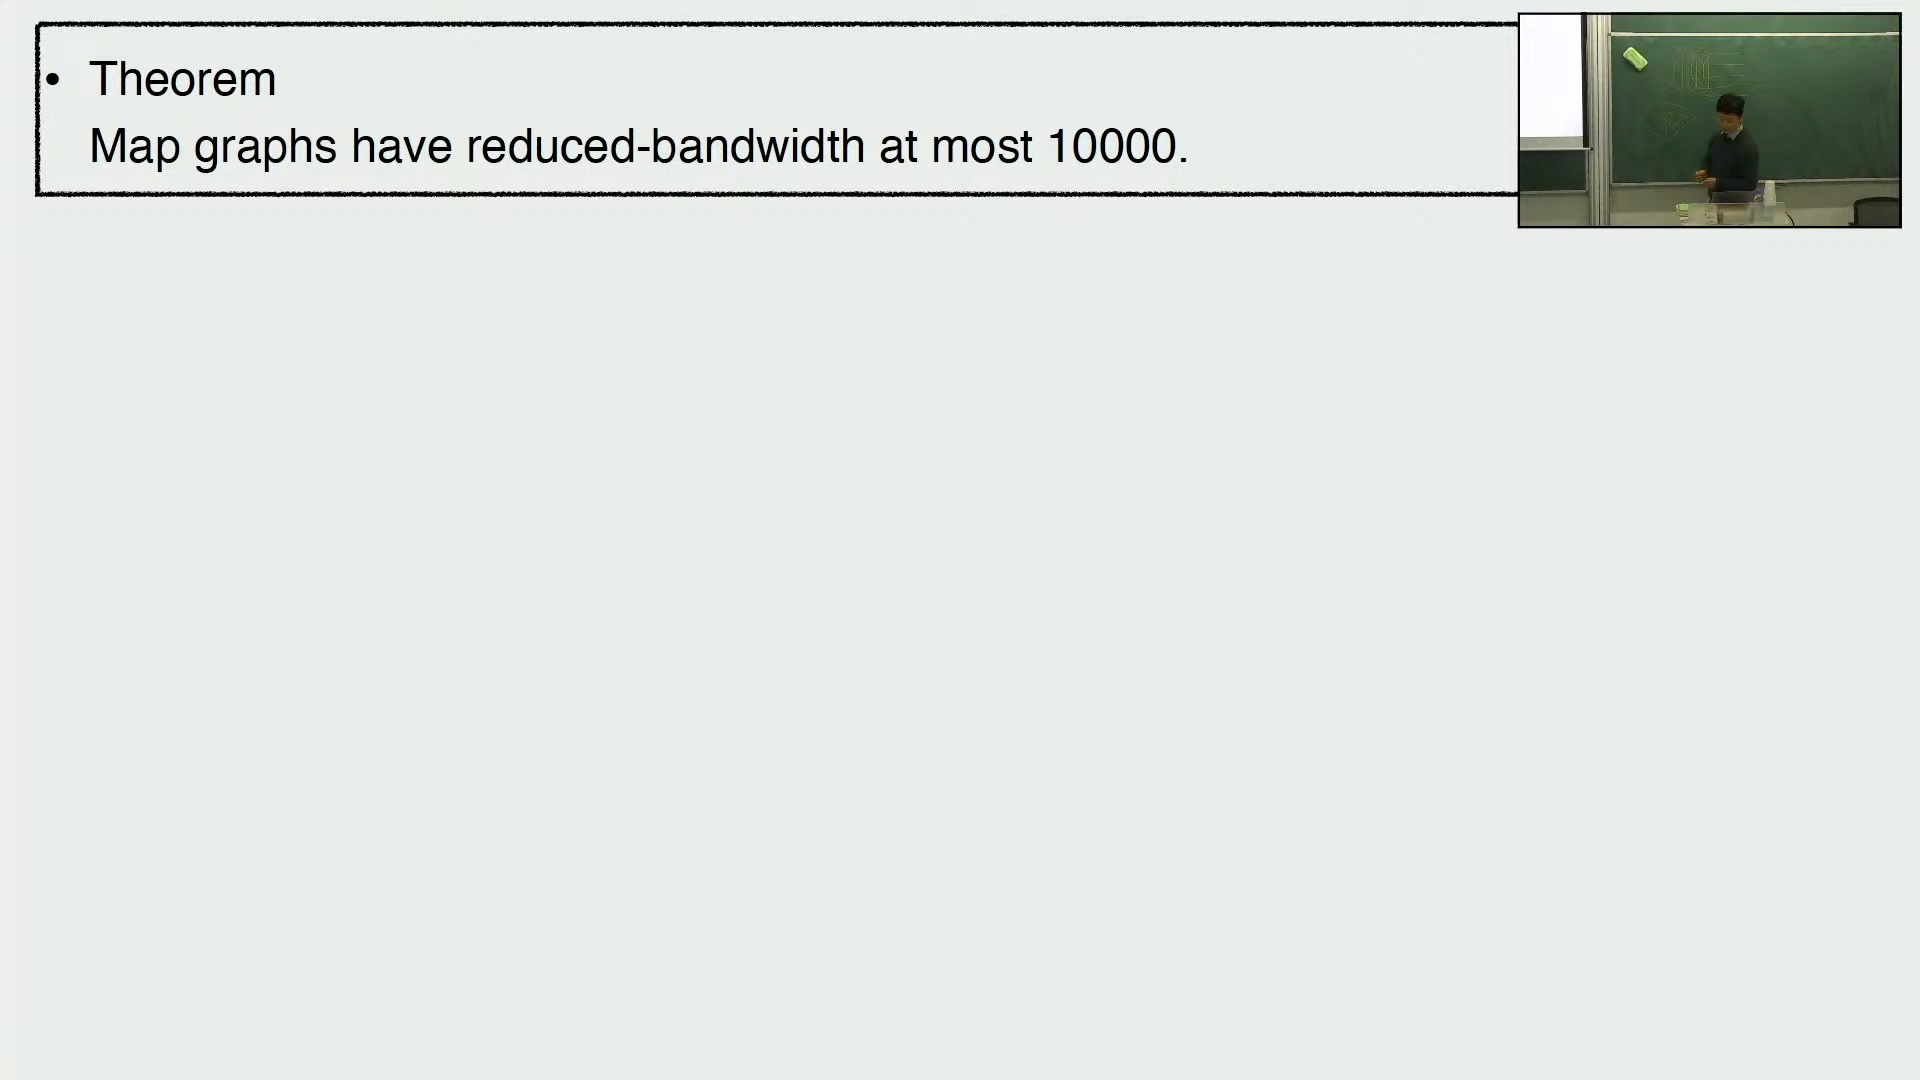 • Theorem
Map graphs have reduced-bandwidth at most 10000.